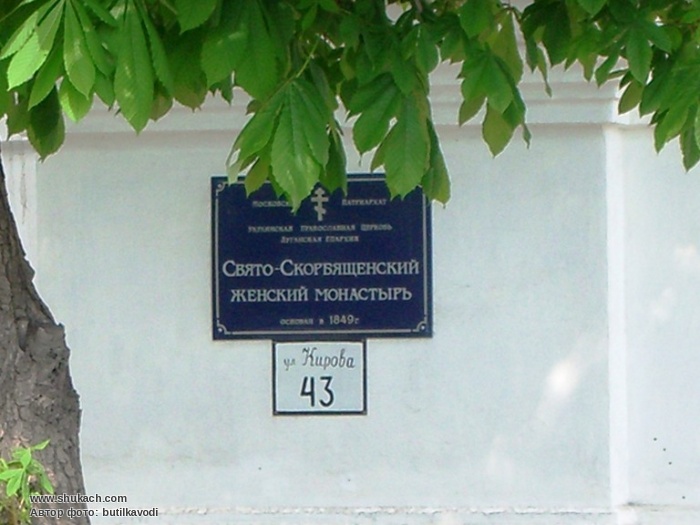 Патриархат
Украинская Православная Церковь
Луганская Епархия
Свято-Скорбященский
женский монастырь
основан в 1849г.
ул. Кирова
43
www.shukach.com
Автор фото: butilkavodi